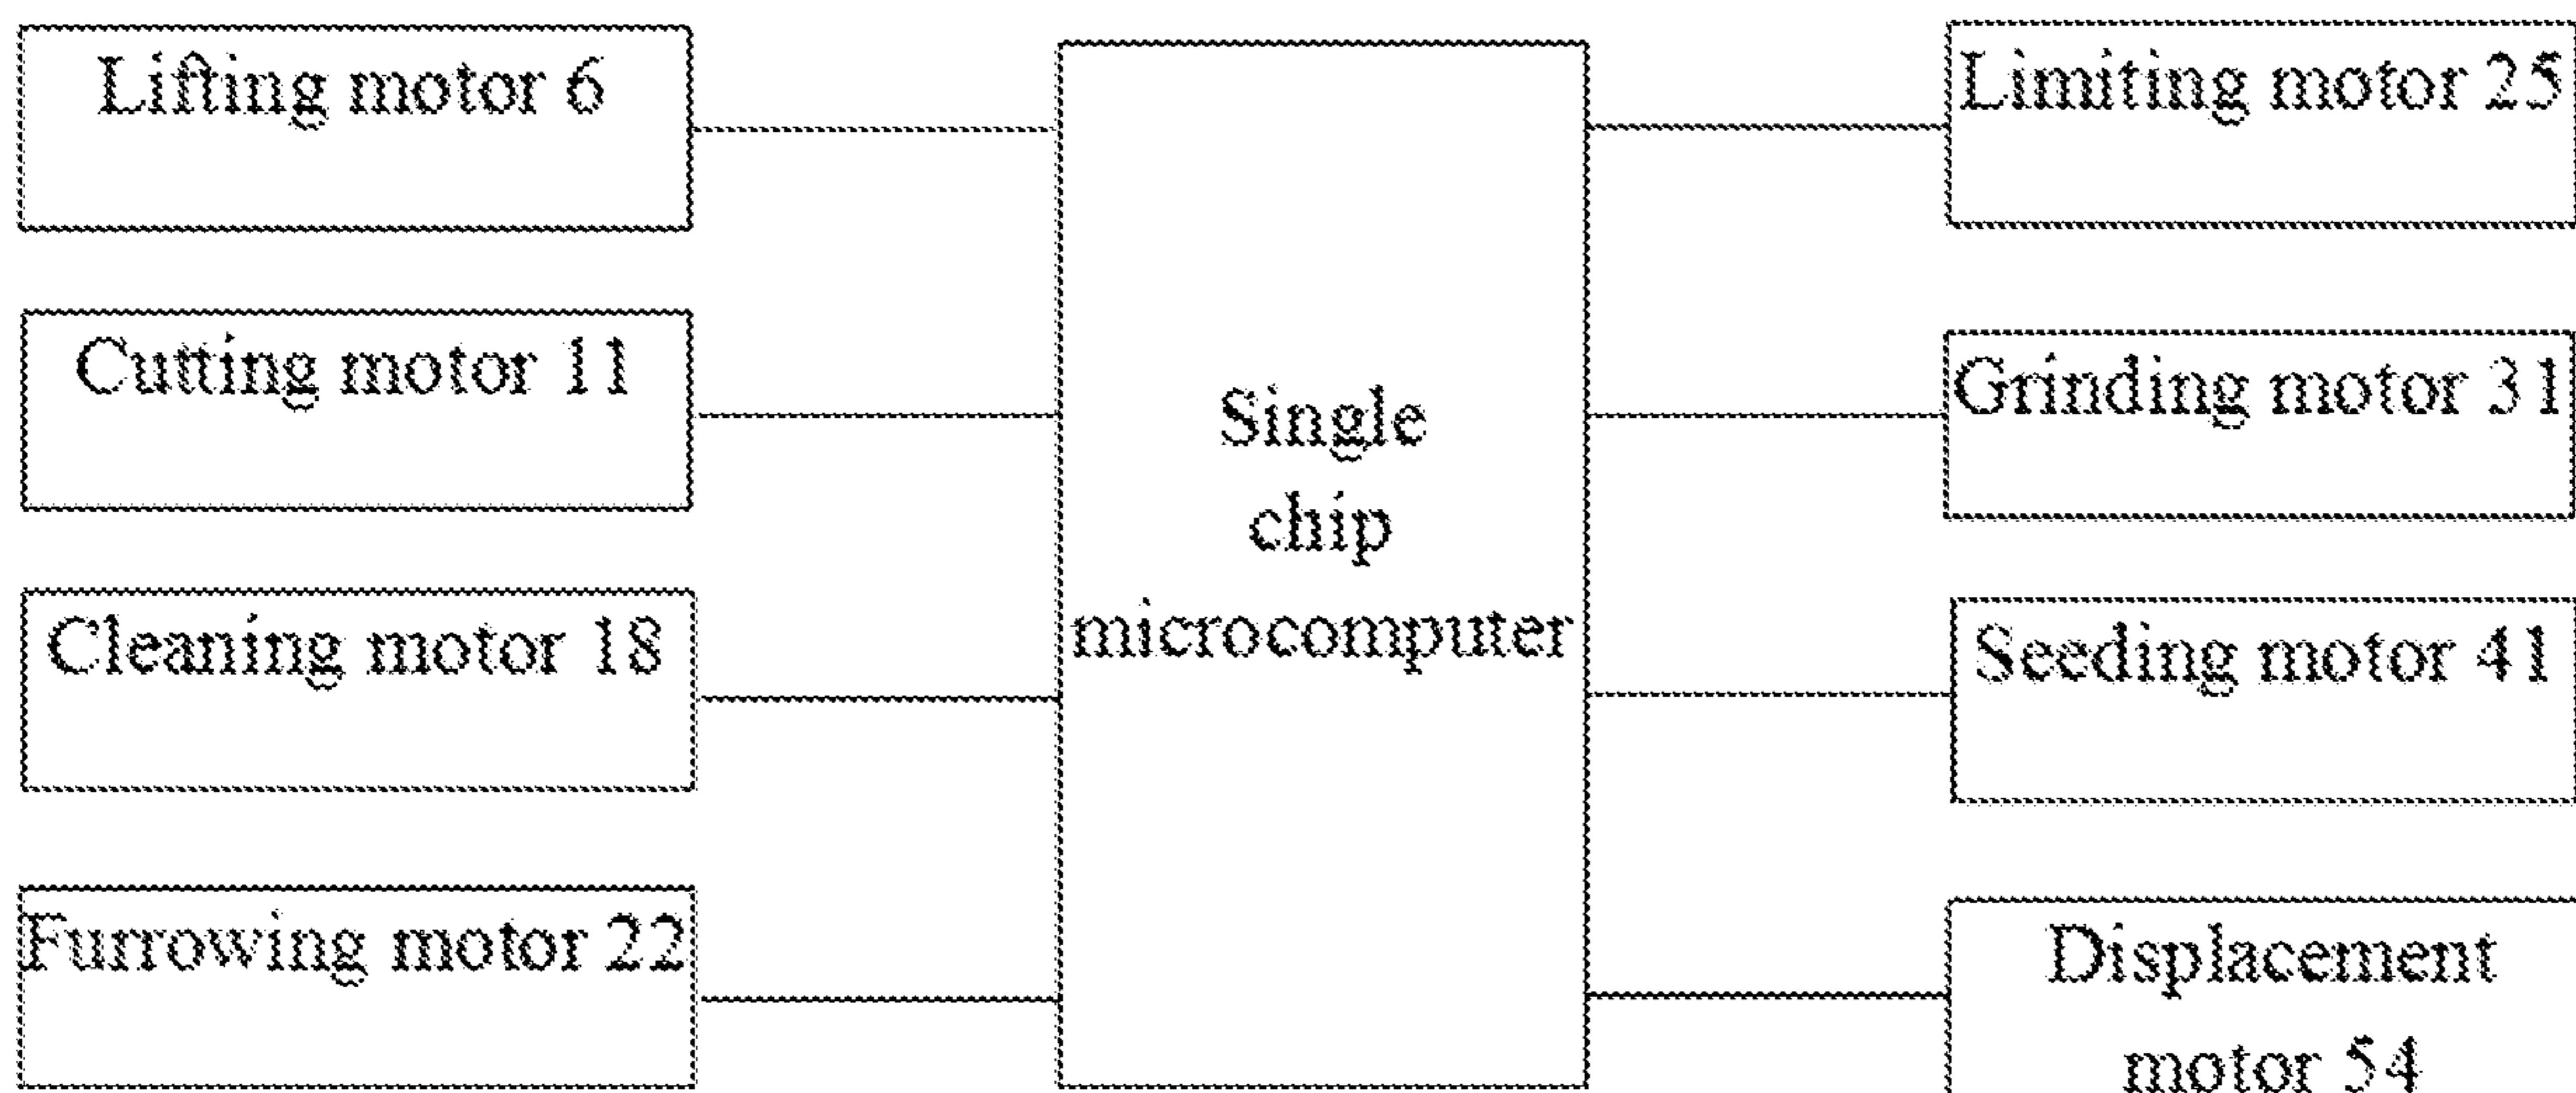 Lifting motor 6
Cutting motor 11
Cleaning motor 18
Furrowing motor 22
Single
chip
microcomputer
Limiting motor 25
Grinding motor 31
Seeding motor 41
Displacement
motor 54